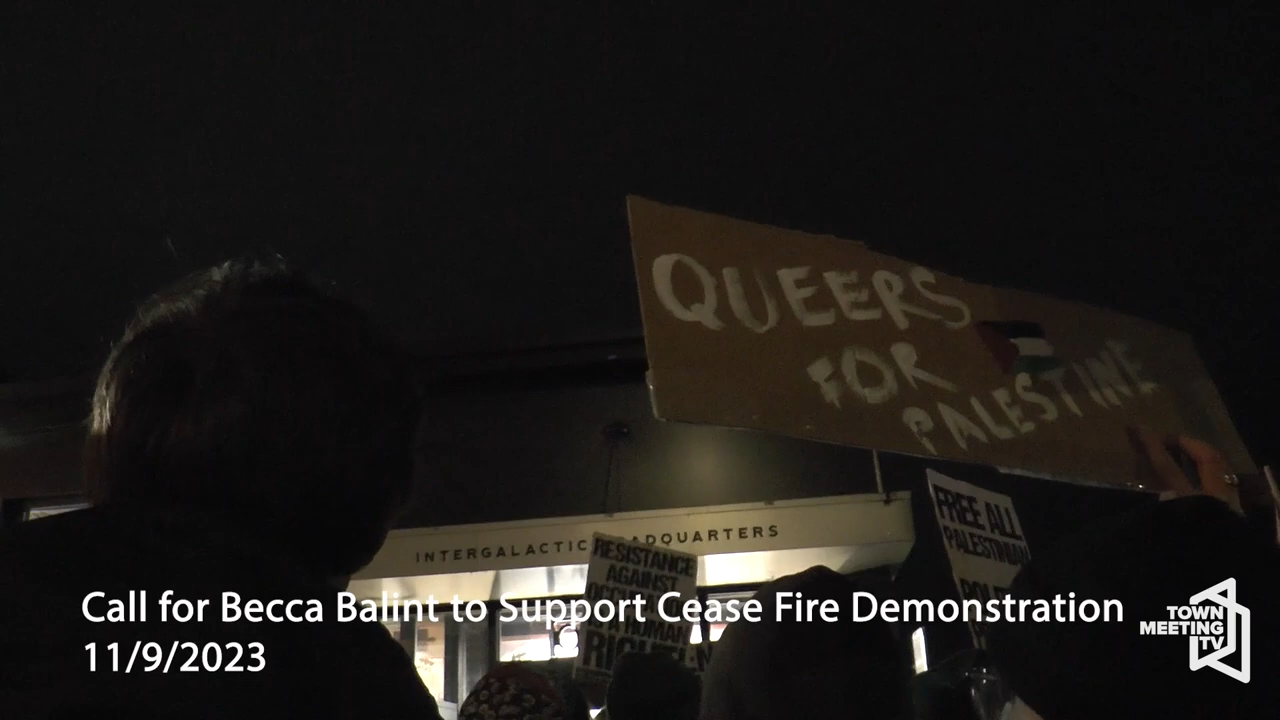 QUEERS
FOR
PALESTINE
FREE ALL
PALESTINIAN
INTERGALACTIC HEADQUARTERS
RESISTANCE
AGAINST
HUMAN
Call for Becca Balint to Support Cease Fire Demonstration
11/9/2023
TOWN
MEETING
TV